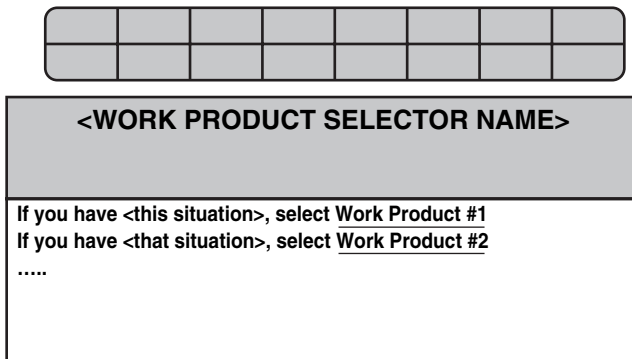 <WORK PRODUCT SELECTOR NAME>
If you have <this situation>, select Work Product #1
If you have <that situation>, select Work Product #2
.....